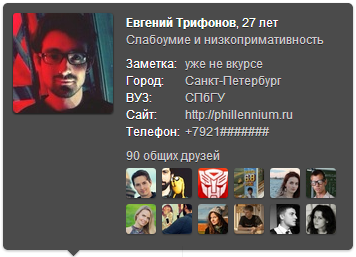 Евгений Трифонов, 27 лет
Слабоумие и низкопримативность
Заметка: уже не вкурсе
Город: Санкт-Петербург
ВУЗ: СПбГУ
Сайт: http://phillennium.ru
Телефон: +7921#######
90 общих друзей